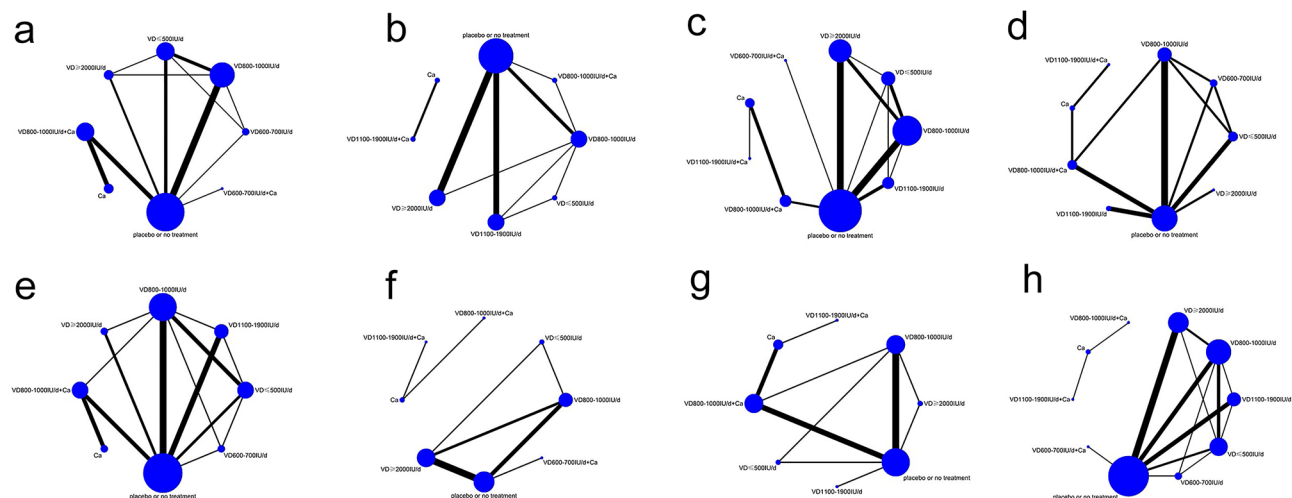 a
VD≤500IU/d
VD≥2000IU/d
VD800-1000IU/d
VD800-1000IU/d+Ca
VD600-700IU/d
Ca
VD600-700IU/d+Ca
placebo or no treatment
b
placebo or no treatment
Ca
VD800-1000IU/d+Ca
VD1100-1900IU/d+Ca
VD800-1000IU/d
VD≥2000IU/d
VD≤500IU/d
VD1100-1900IU/d
c
VD≥2000IU/d
VD600-700IU/d+Ca
VD≤500IU/d
Ca
VD800-1000IU/d
VD1100-1900IU/d+Ca
VD1100-1900IU/d
VD800-1000IU/d+Ca
placebo or no treatment
d
VD800-1000IU/d
VD1100-1900IU/d+Ca
VD600-700IU/d
Ca
VD≤500IU/d
VD800-1000IU/d+Ca
VD≥2000IU/d
VD1100-1900IU/d
placebo or no treatment
e
VD800-1000IU/d
VD≥2000IU/d
VD1100-1900IU/d
VD800-1000IU/d+Ca
VD≤500IU/d
Ca
VD600-700IU/d
placebo or no treatment
f
VD800-1000IU/d+Ca
VD1100-1900IU/d+Ca
VD≤500IU/d
Ca
VD800-1000IU/d
VD≥2000IU/d
VD600-700IU/d+Ca
placebo or no treatment
g
VD1100-1900IU/d+Ca
Ca
VD800-1000IU/d
VD800-1000IU/d+Ca
VD≥2000IU/d
VD≤500IU/d
placebo or no treatment
VD1100-1900IU/d
h
VD≥2000IU/d
VD800-1000IU/d+Ca
VD800-1000IU/d
Ca
VD1100-1900IU/d+Ca
VD1100-1900IU/d
VD600-700IU/d+Ca
VD≤500IU/d
VD600-700IU/d
placebo or no treatment